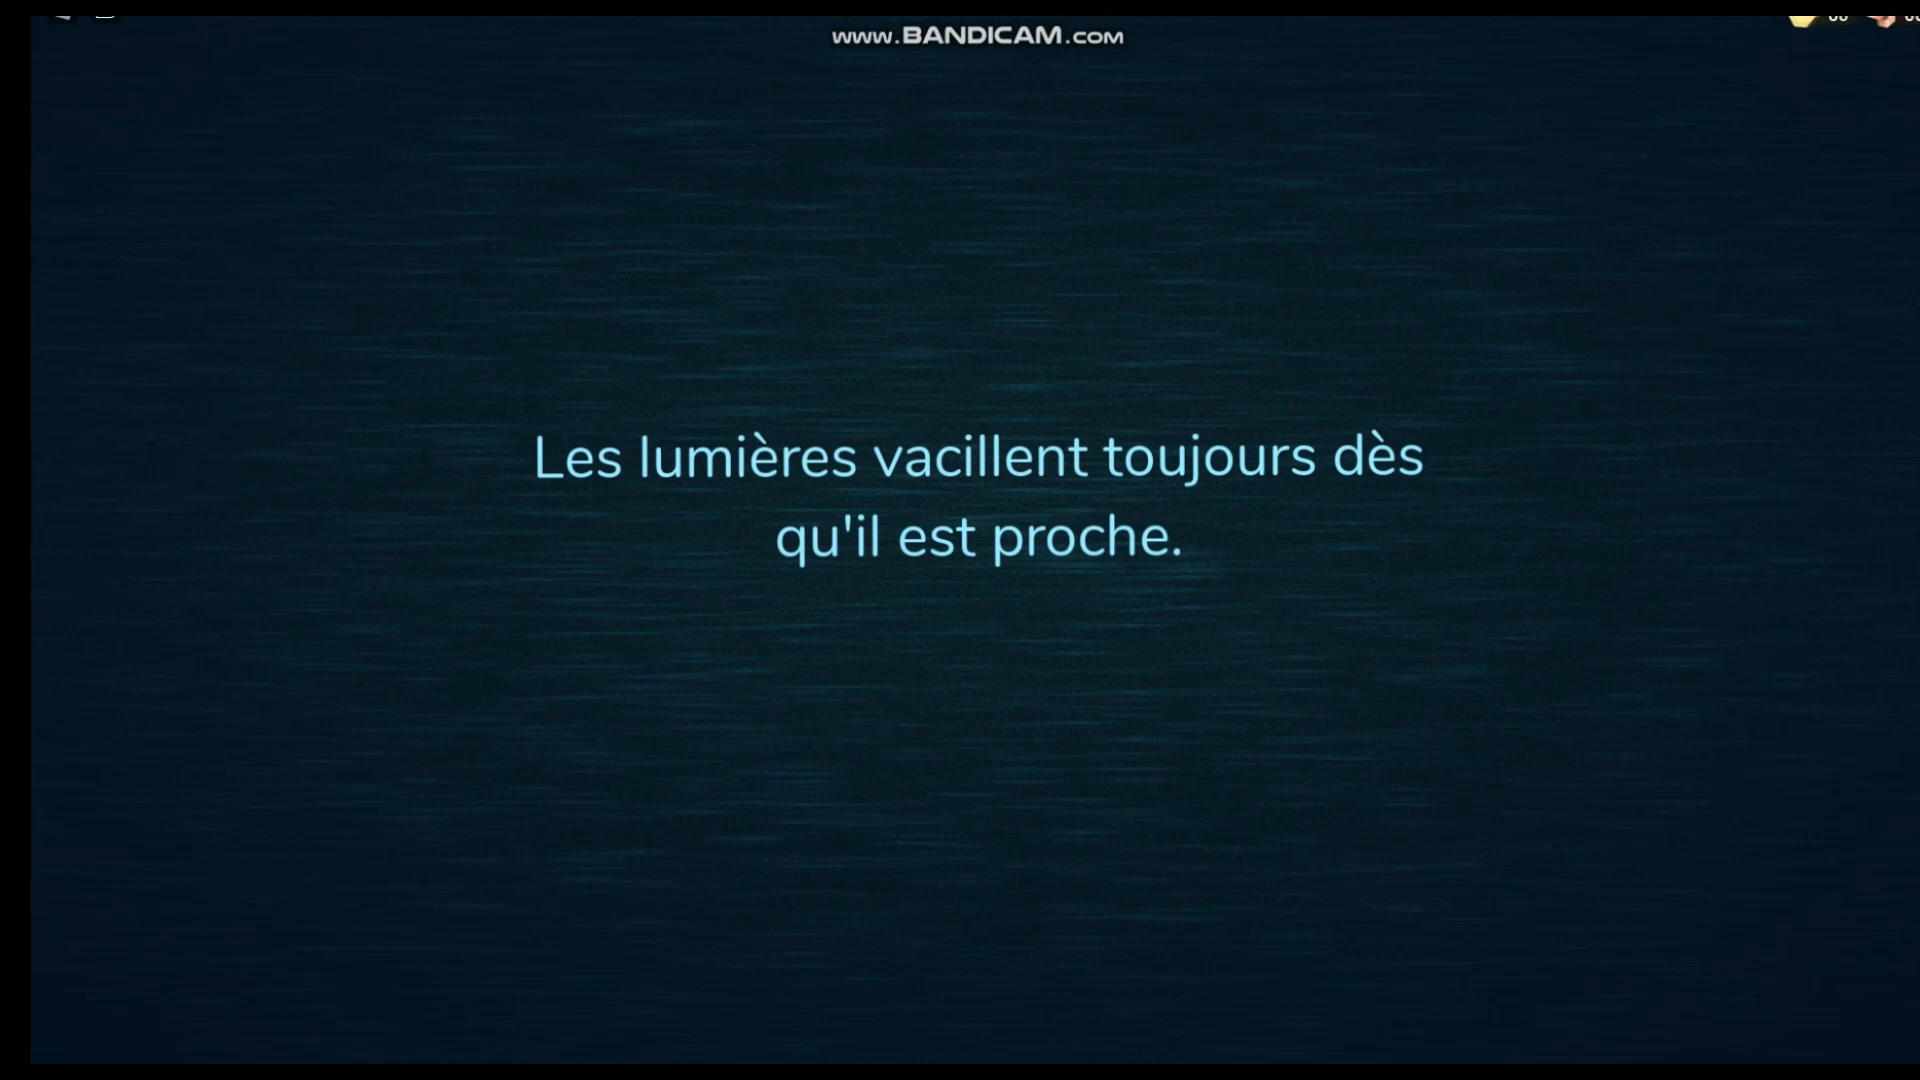 www.BANDICAM.com
Les lumières vacillent toujours dès
qu'il est proche.